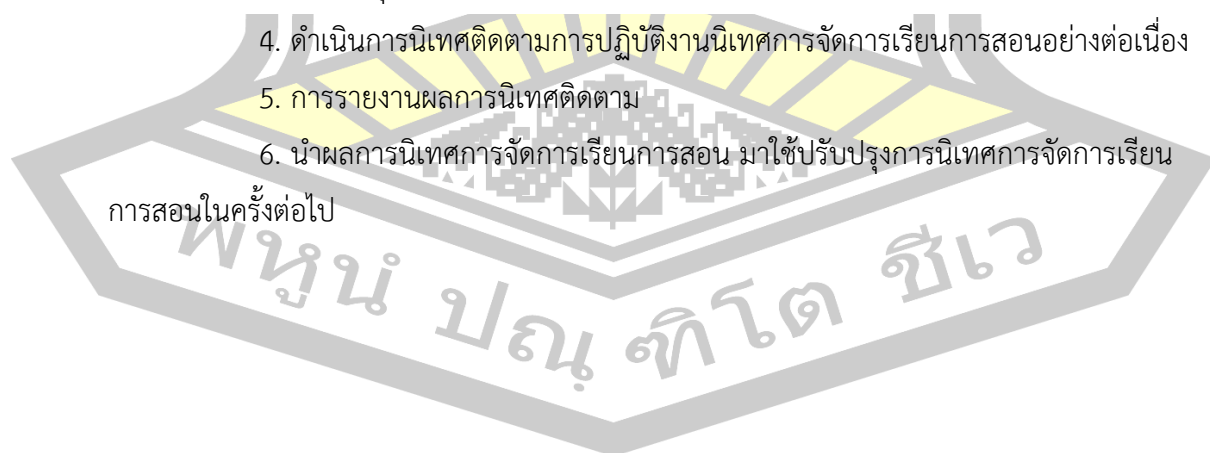 4. ดำเนินการนิเทศติดตามการปฏิบัติงานนิเทศการจัดการเรียนการสอนอย่างต่อเนื่อง
5. การรายงานผลการนิเทศติดตาม
6. นำผลการนิเทศการจัดการเรียนการสอน มาใช้ปรับปรุงการนิเทศการจัดการเรียน
การสอนในครั้งต่อไป
พหูนํ ปณฺฑิโต ชีเว